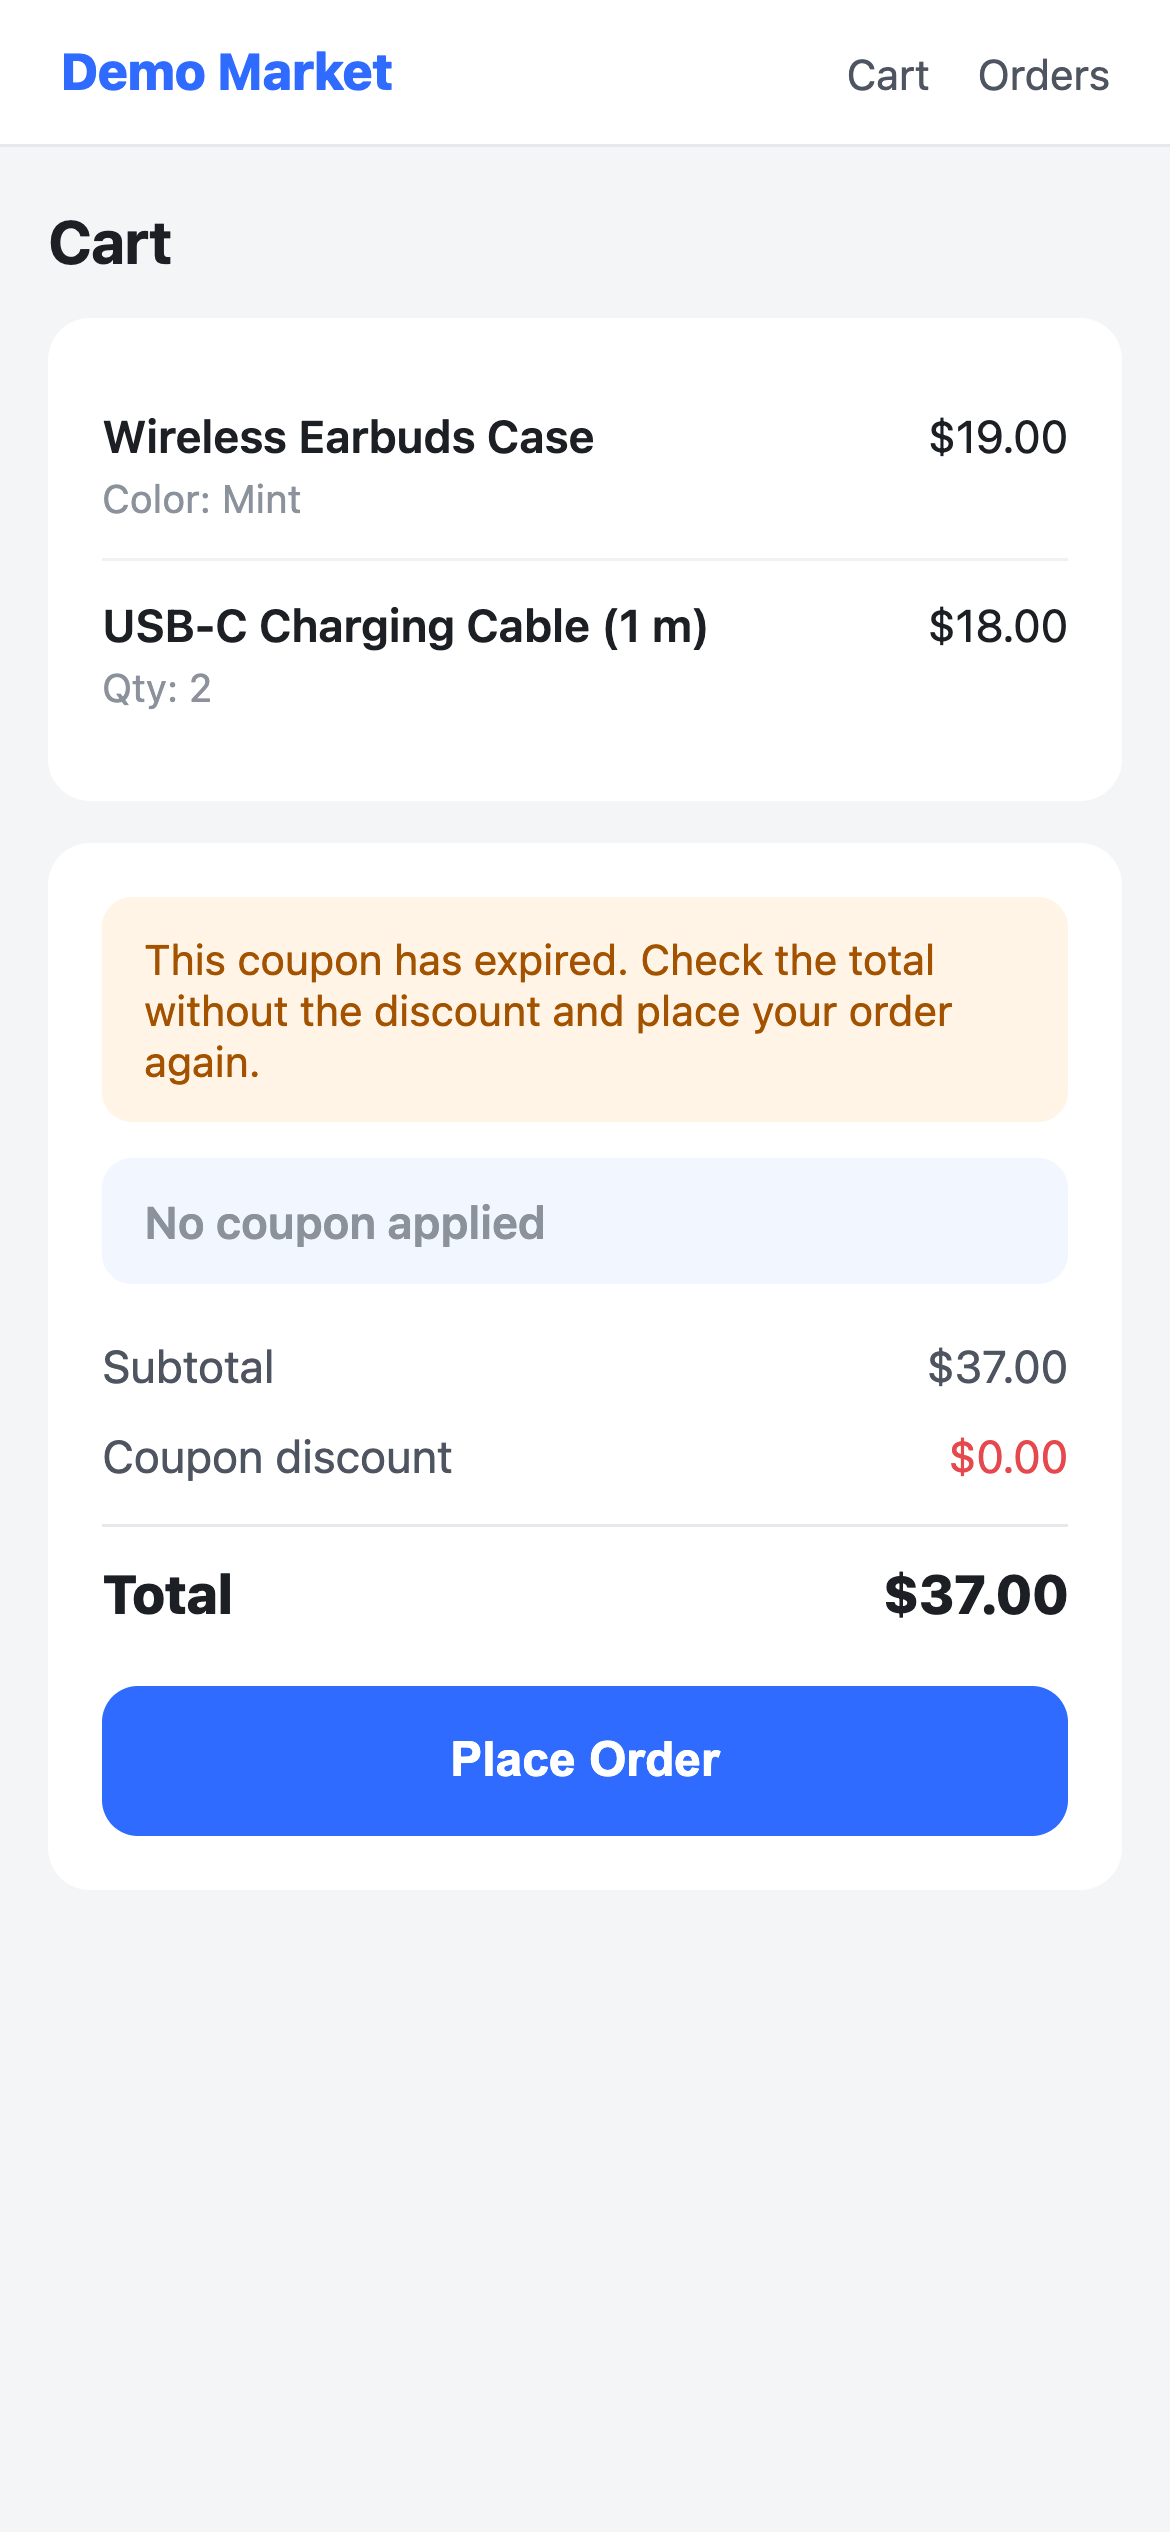 Demo Market
Cart Orders
Cart
Wireless Earbuds Case $19.00
Color: Mint
USB-C Charging Cable (1 m) $18.00
Qty: 2
This coupon has expired. Check the total
without the discount and place your order
again.
No coupon applied
Subtotal $37.00
Coupon discount $0.00
Total $37.00
Place Order